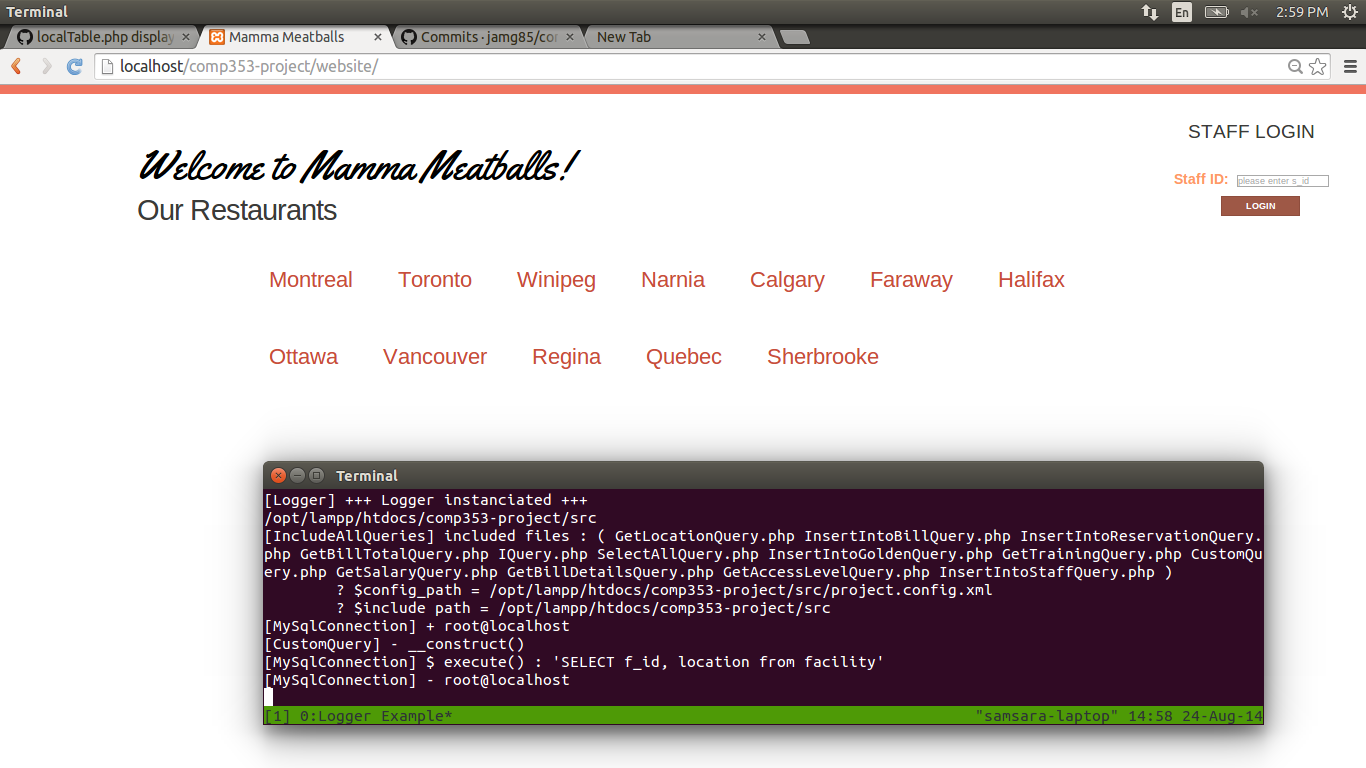 Terminal
En
2:59 PM
localTable.php display
Mamma Meatballs
Commits · jamg85/co
New Tab
localhost/comp353-project/website/
STAFF LOGIN
Welcome to Mamma Meatballs!
Staff ID: please enter s_id
LOGIN
Our Restaurants
Montreal Toronto Winipeg Narnia Calgary Faraway Halifax
Ottawa Vancouver Regina Quebec Sherbrooke
Terminal
[Logger] +++ Logger instanciated +++
/opt/lampp/htdocs/comp353-project/src
[IncludeAllQueries] included files : ( GetLocationQuery.php InsertIntoBillQuery.php InsertIntoReservationQuery.
php GetBillTotalQuery.php IQuery.php SelectAllQuery.php InsertIntoGoldenQuery.php GetTrainingQuery.php CustomQu
ery.php GetSalaryQuery.php GetBillDetailsQuery.php GetAccessLevelQuery.php InsertIntoStaffQuery.php )
? $config_path = /opt/lampp/htdocs/comp353-project/src/project.config.xml
? $include path = /opt/lampp/htdocs/comp353-project/src
[MySqlConnection] + root@localhost
[CustomQuery] - __construct()
[MySqlConnection] $ execute() : 'SELECT f_id, location from facility'
[MySqlConnection] - root@localhost
[1] 0:Logger Example* "samsara-laptop" 14:58 24-Aug-14